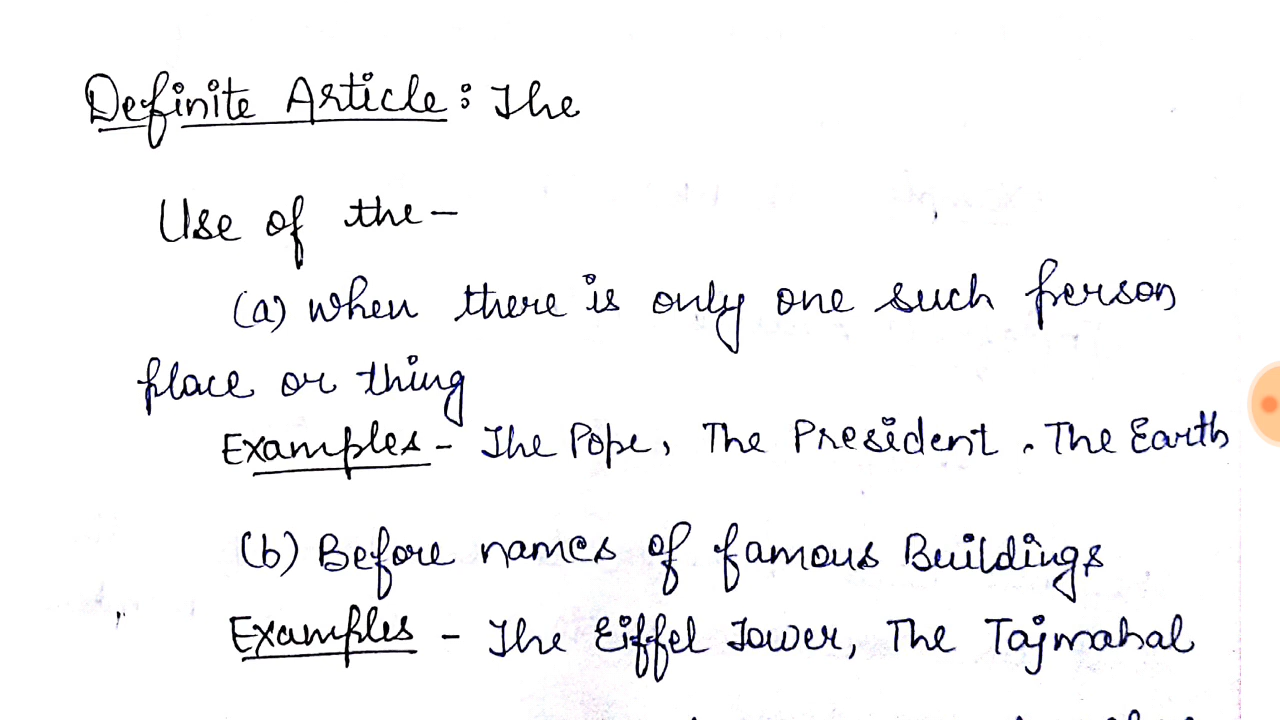 Definite Article: The
Use of the -
(a) When there is only one such person
place or thing
Examples - The Pope, The President. The Earth
(b) Before names of famous Buildings
Examples - The Eiffel Tower, The Tajmahal